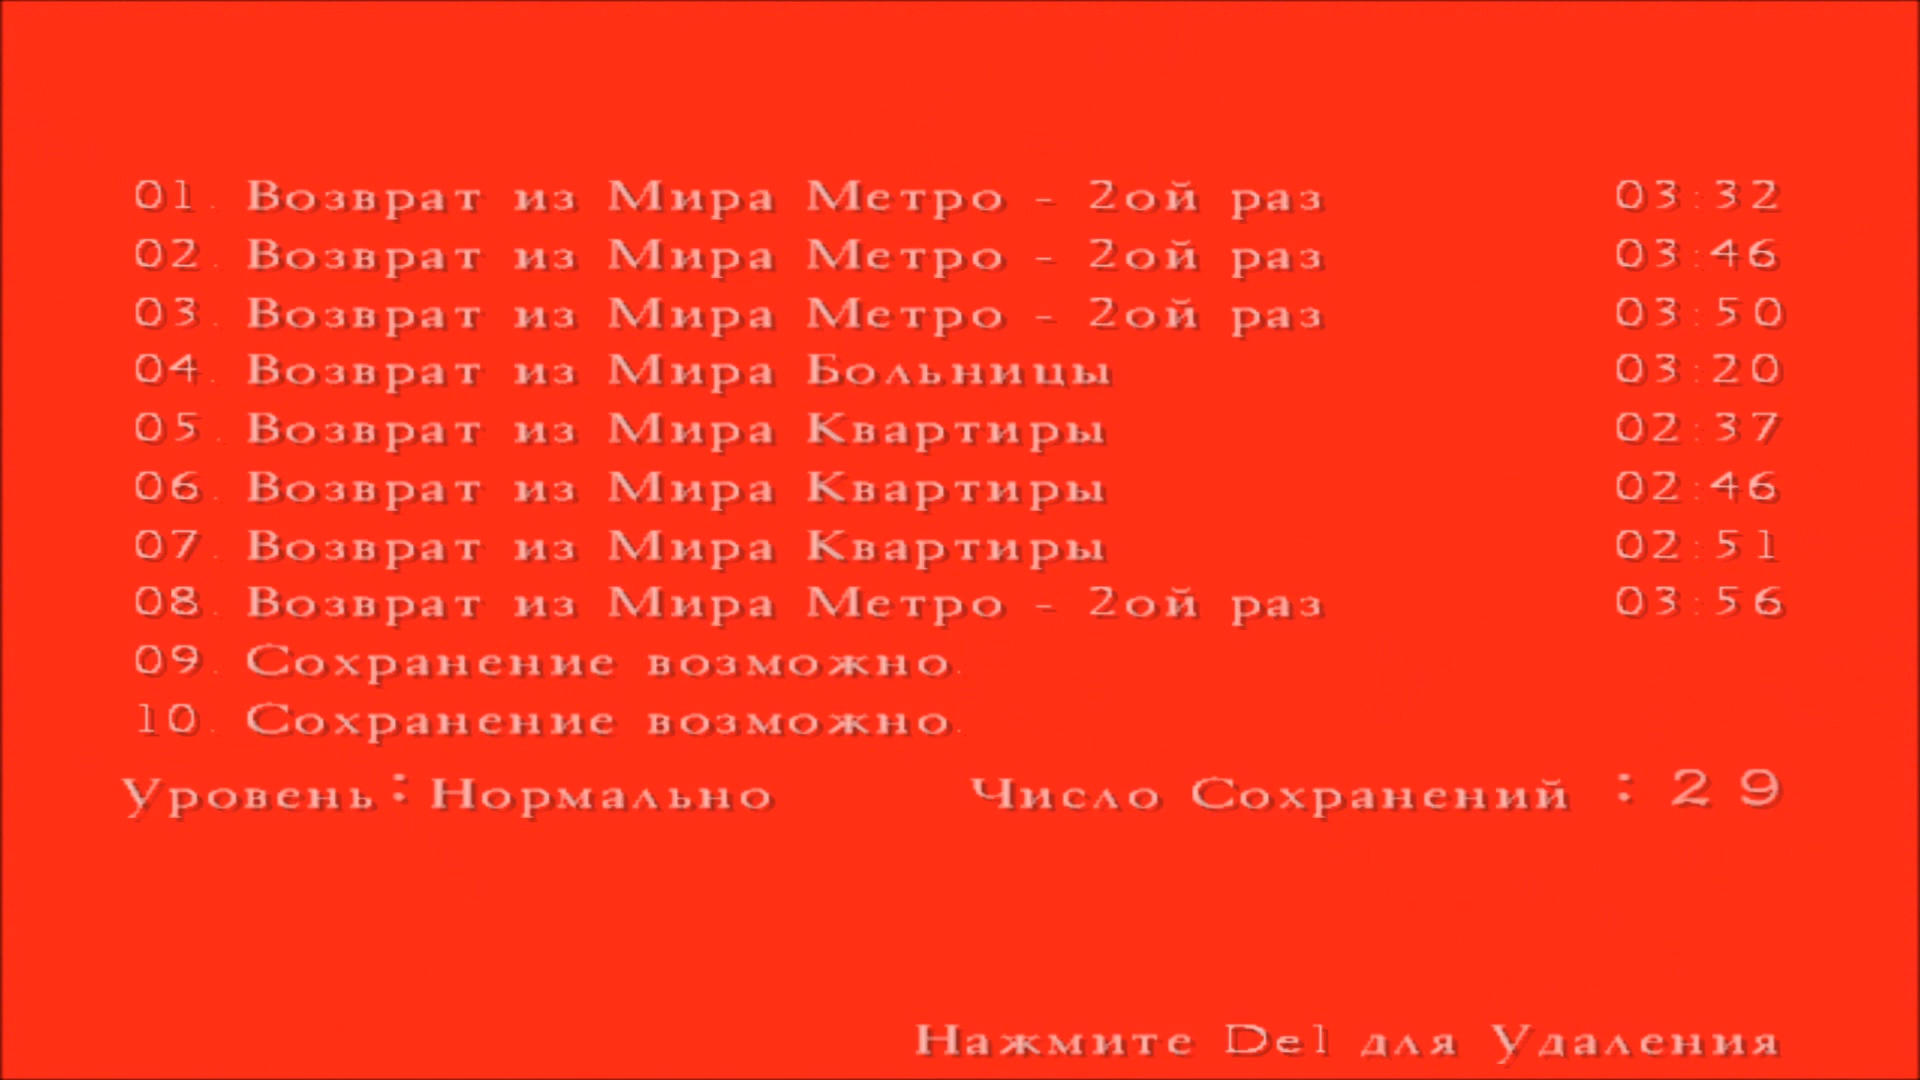 01. Возврат из Мира Метро - 2ой раз 03:32
02. Возврат из Мира Метро - 2ой раз 03:46
03. Возврат из Мира Метро - 2ой раз 03:50
04. Возврат из Мира Больницы 03:20
05. Возврат из Мира Квартиры 02:37
06. Возврат из Мира Квартиры 02:46
07. Возврат из Мира Квартиры 02:51
08. Возврат из Мира Метро - 2ой раз 03:56
09. Сохранение возможно.
10. Сохранение возможно.
Уровень:Нормально Число Сохранений :29
Нажмите Del для Удаления